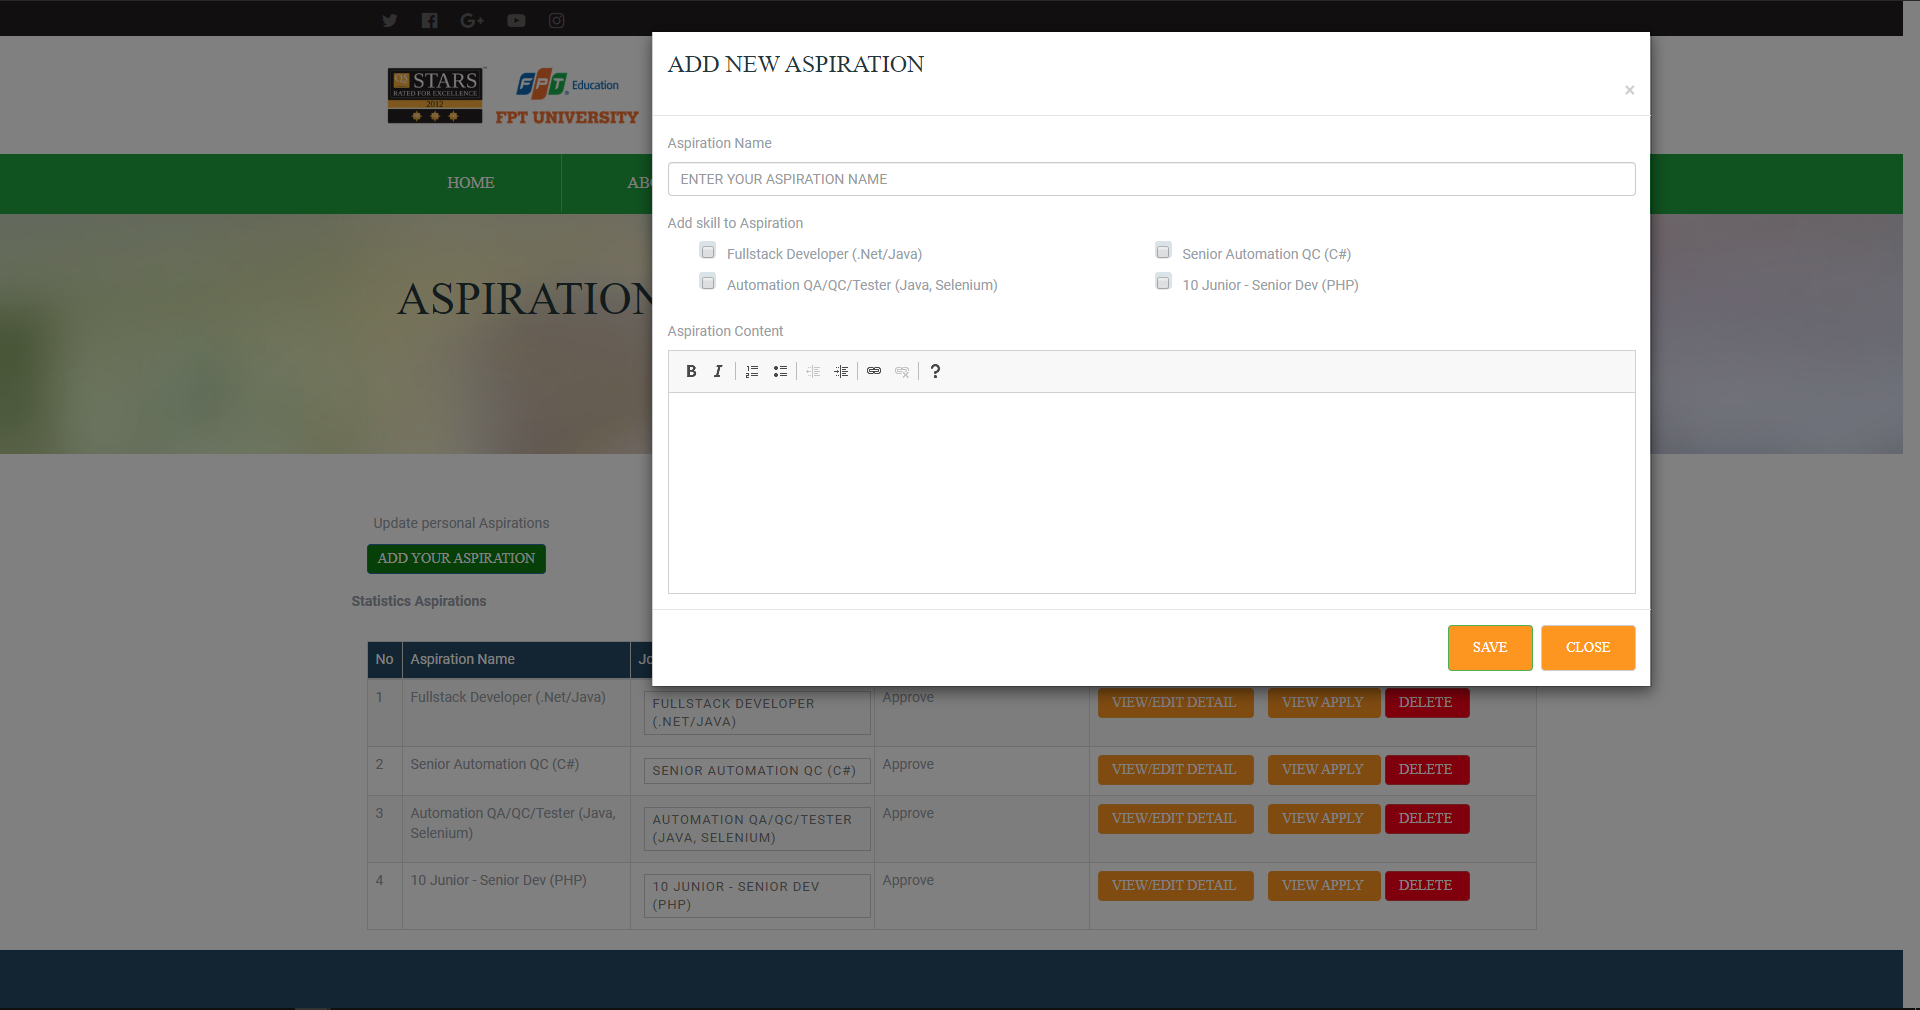 QS STARS
RATED FOR EXCELLENCE
2012
FPT Education
FPT UNIVERSITY
HOME
ASPIRATION
Update personal Aspirations
ADD YOUR ASPIRATION
Statistics Aspirations
ADD NEW ASPIRATION
×
Aspiration Name
ENTER YOUR ASPIRATION NAME
Add skill to Aspiration
Fullstack Developer (.Net/Java)
Senior Automation QC (C#)
Automation QA/QC/Tester (Java, Selenium)
10 Junior - Senior Dev (PHP)
Aspiration Content
B I ?
SAVE CLOSE
No Aspiration Name
1 Fullstack Developer (.Net/Java) FULLSTACK DEVELOPER Approve VIEW/EDIT DETAIL VIEW APPLY DELETE
(.NET/JAVA)
2 Senior Automation QC (C#) SENIOR AUTOMATION QC (C#) Approve VIEW/EDIT DETAIL VIEW APPLY DELETE
3 Automation QA/QC/Tester (Java, AUTOMATION QA/QC/TESTER Approve VIEW/EDIT DETAIL VIEW APPLY DELETE
Selenium) (JAVA, SELENIUM)
4 10 Junior - Senior Dev (PHP) 10 JUNIOR - SENIOR DEV Approve VIEW/EDIT DETAIL VIEW APPLY DELETE
(PHP)